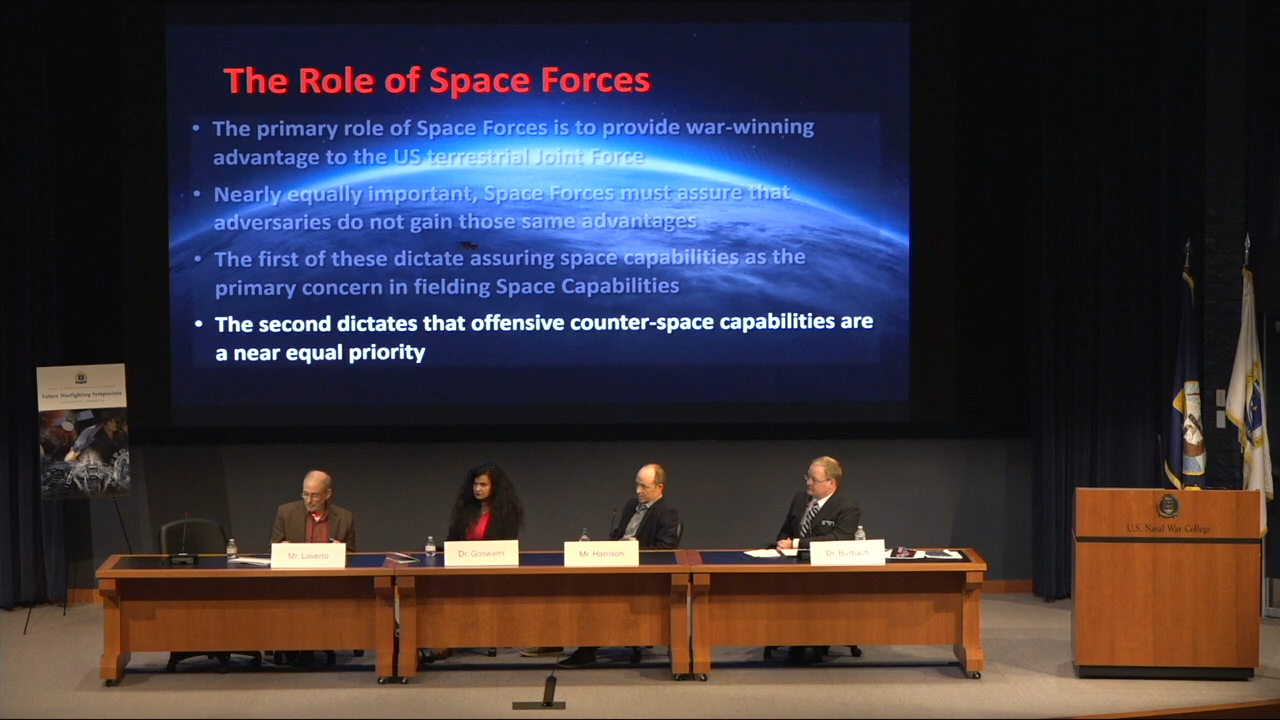 The Role of Space Forces
• The primary role of Space Forces is to provide war-winning
advantage to the US terrestrial Joint Force
• Nearly equally important, Space Forces must assure that
adversaries do not gain those same advantages
• The first of these dictate assuring space capabilities as the
primary concern in fielding Space Capabilities
• The second dictates that offensive counter-space capabilities are
a near equal priority
Future Warfighting Symposium
Mr. Loverro
Dr. Goswami
Mr. Harrison
Dr. Burbach
U.S. Naval War College